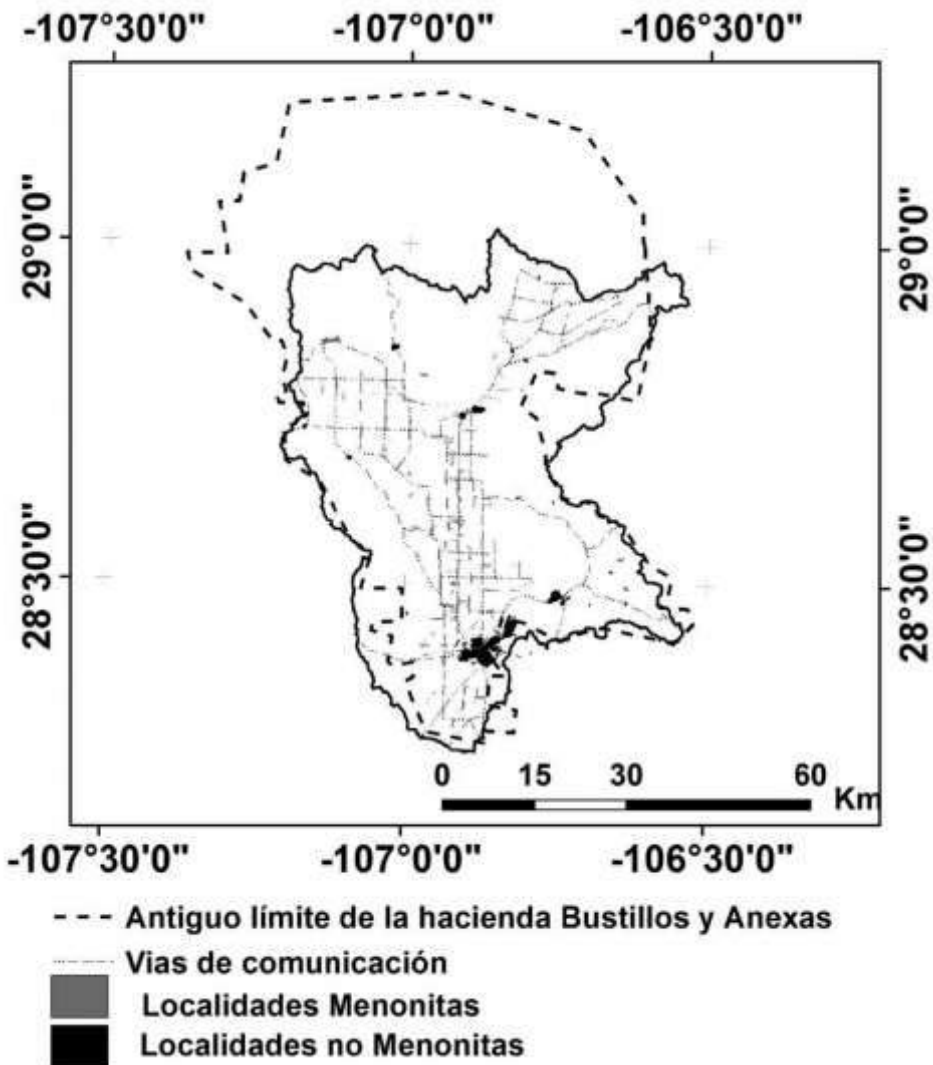 -107°30'0" -107°0'0" -106°30'0"
29°0'0" 29°0'0"
28°30'0" 28°30'0"
0 15 30 60
Km
-107°30'0" -107°0'0" -106°30'0"
Antiguo límite de la hacienda Bustillos y Anexas
Vias de comunicación
Localidades Menonitas
Localidades no Menonitas